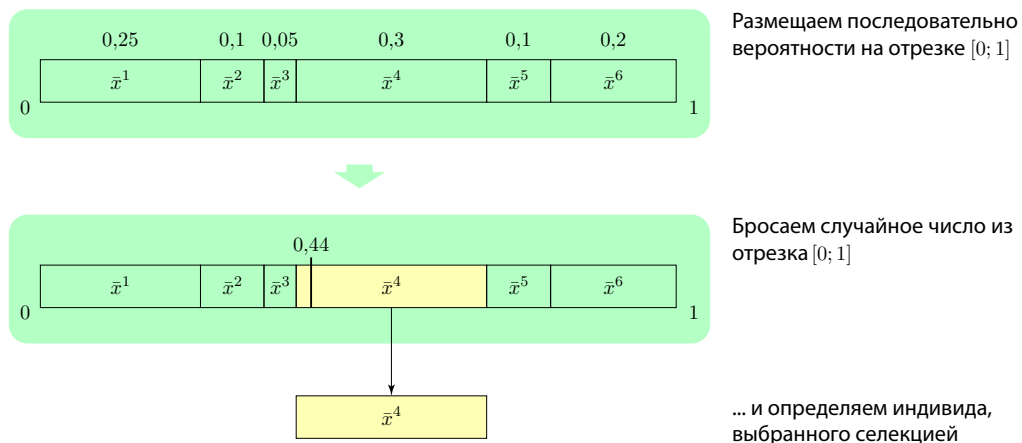 Размещаем последовательно
вероятности на отрезке [0; 1]
0,25 0,1 0,05 0,3 0,1 0,2
x̄¹ x̄² x̄³ x̄⁴ x̄⁵ x̄⁶
0 1
Бросаем случайное число из
отрезка [0; 1]
0,44
x̄¹ x̄² x̄³ x̄⁴ x̄⁵ x̄⁶
0 1
x̄⁴
... и определяем индивида,
выбранного селекцией